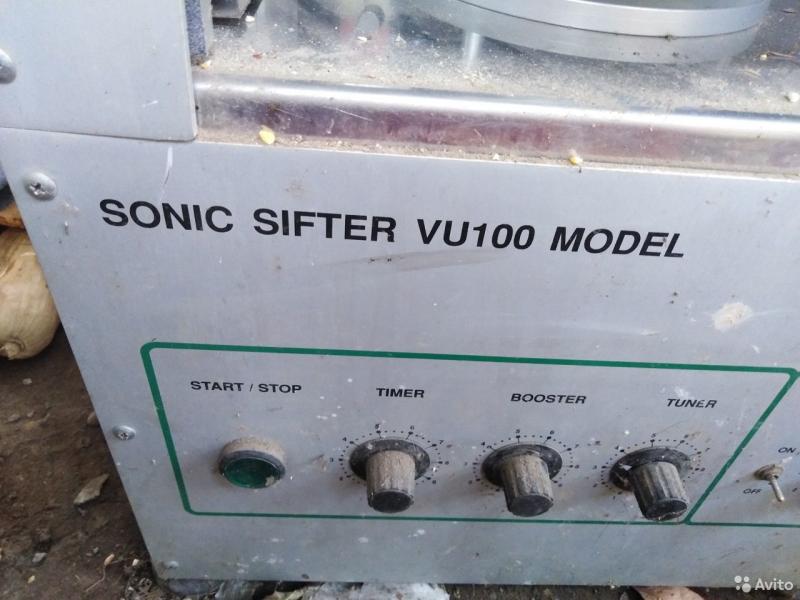 SONIC SIFTER VU100 MODEL
START / STOP TIMER BOOSTER TUNER
ON
OFF
Avito